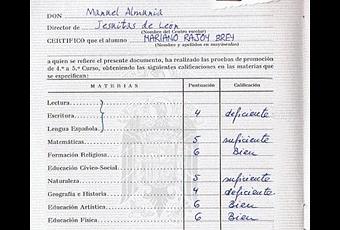 DON Manuel Almunia
Director de Jesuitas de León
(Nombre del Centro escolar)
CERTIFICO que el alumno MARIANO RAJOY BREY
(Nombre y apellidos en mayúsculas)
a quien se refiere el presente documento, ha realizado las pruebas de promoción
de 4.º a 5.º Curso, obteniendo las siguientes calificaciones en las materias que
se especifican:
MATERIAS Puntuación Calificación
Lectura
Escritura 4 deficiente
Lengua Española
Matemáticas 5 suficiente
Formación Religiosa 6 Bien
Educación Cívico-Social
Naturaleza 5 suficiente
Geografía e Historia 4 deficiente
Educación Artística 6 Bien
Educación Física 6 Bien